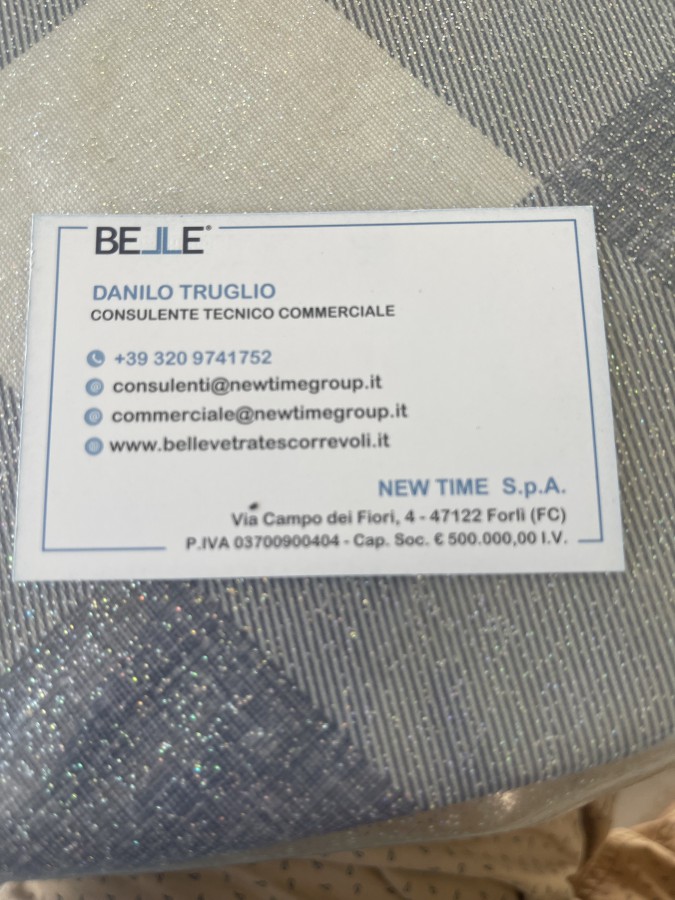 BELLE®
DANILO TRUGLIO
CONSULENTE TECNICO COMMERCIALE
+39 320 9741752
consulenti@newtimegroup.it
commerciale@newtimegroup.it
www.bellevetratescorrevoli.it
NEW TIME S.p.A.
Via Campo dei Fiori, 4 - 47122 Forlì (FC)
P.IVA 03700900404 - Cap. Soc. € 500.000,00 I.V.